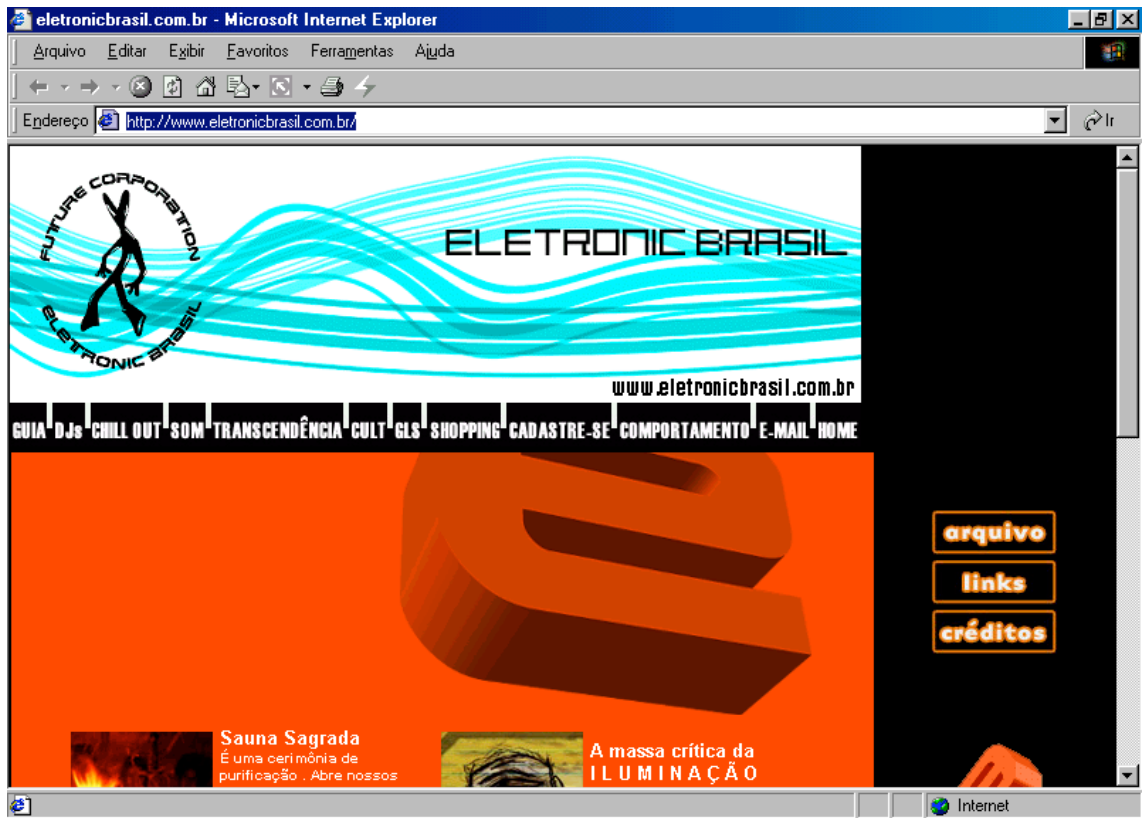 eletronicbrasil.com.br - Microsoft Internet Explorer
Arquivo Editar Exibir Favoritos Ferramentas Ajuda
Endereço http://www.eletronicbrasil.com.br/ Ir
FUTURE CORPORATION
ELETRONIC BRASIL
ELETRONIC BRASIL
www.eletronicbrasil.com.br
GUIA DJs CHILL OUT SOM TRANSCENDÊNCIA CULT GLS SHOPPING CADASTRE-SE COMPORTAMENTO E-MAIL HOME
arquivo
links
créditos
Sauna Sagrada
É uma cerimônia de
purificação . Abre nossos
A massa crítica da
ILUMINAÇÃO
Internet